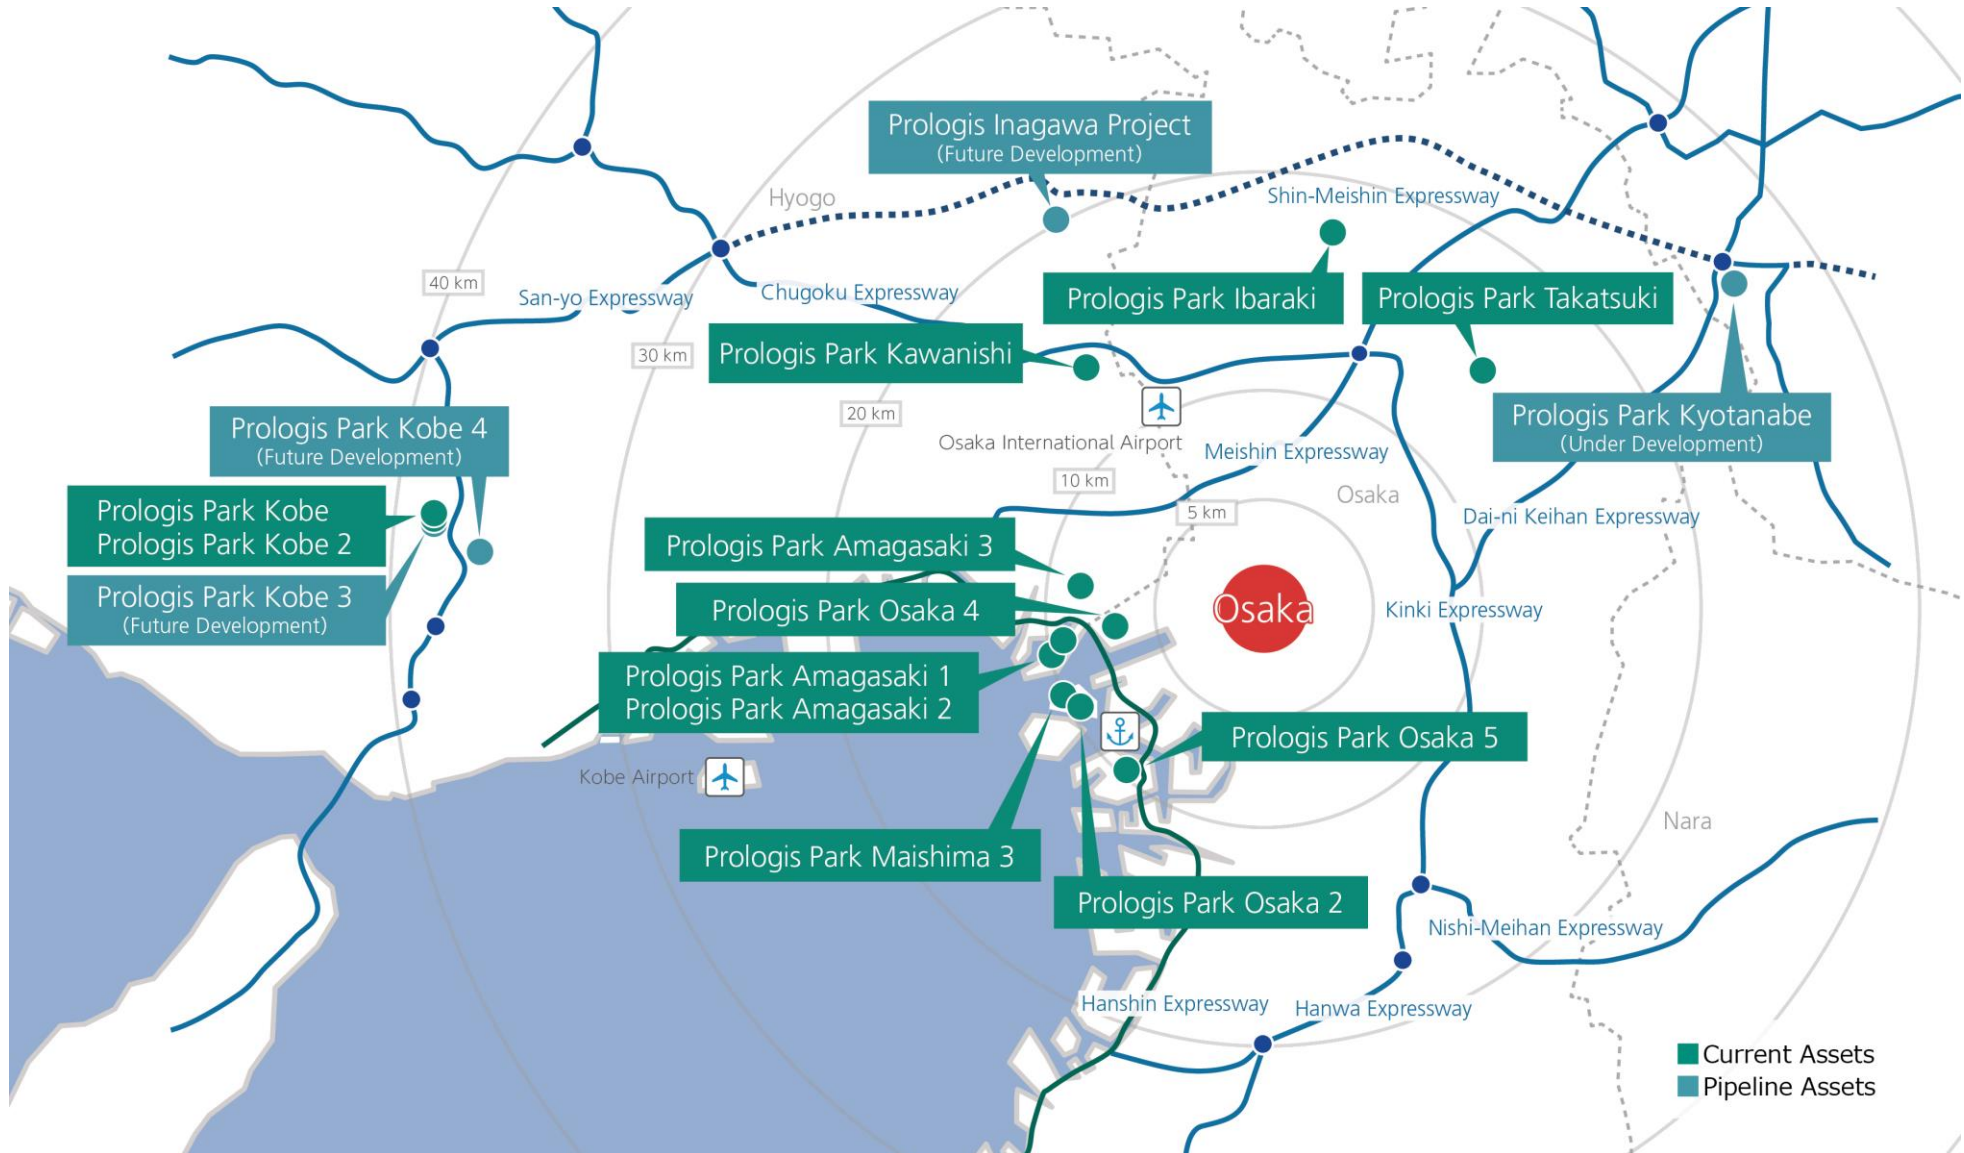 Prologis Inagawa Project
(Future Development)
Hyogo
Shin-Meishin Expressway
40 km
San-yo Expressway
Chugoku Expressway
Prologis Park Ibaraki
Prologis Park Takatsuki
30 km
Prologis Park Kawanishi
20 km
Prologis Park Kobe 4
(Future Development)
Osaka International Airport
Meishin Expressway
Prologis Park Kyotanabe
(Under Development)
10 km
Osaka
5 km
Prologis Park Kobe
Prologis Park Kobe 2
Dai-ni Keihan Expressway
Prologis Park Amagasaki 3
Prologis Park Kobe 3
(Future Development)
Prologis Park Osaka 4
Osaka
Kinki Expressway
Prologis Park Amagasaki 1
Prologis Park Amagasaki 2
Prologis Park Osaka 5
Kobe Airport
Nara
Prologis Park Maishima 3
Prologis Park Osaka 2
Nishi-Meihan Expressway
Hanshin Expressway
Hanwa Expressway
Current Assets
Pipeline Assets